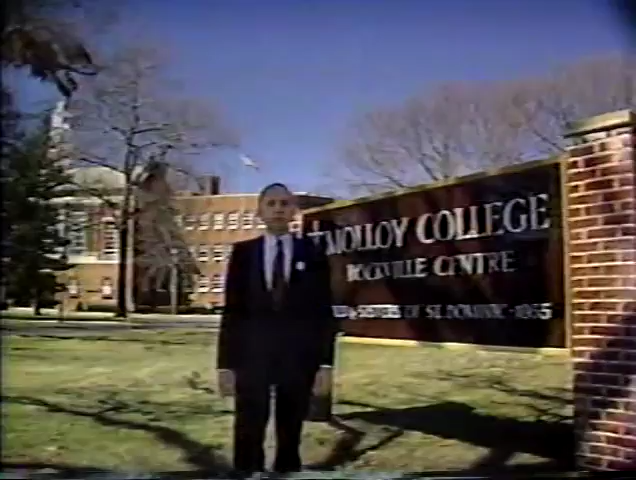 MOLLOY COLLEGE
ROCKVILLE CENTRE
SISTERS OF ST. DOMINIC - 1955